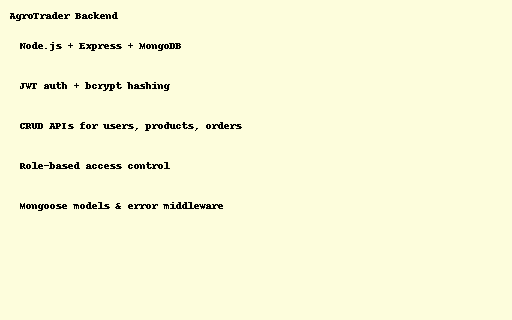 AgroTrader Backend
Node.js + Express + MongoDB
JWT auth + bcrypt hashing
CRUD APIs for users, products, orders
Role-based access control
Mongoose models & error middleware